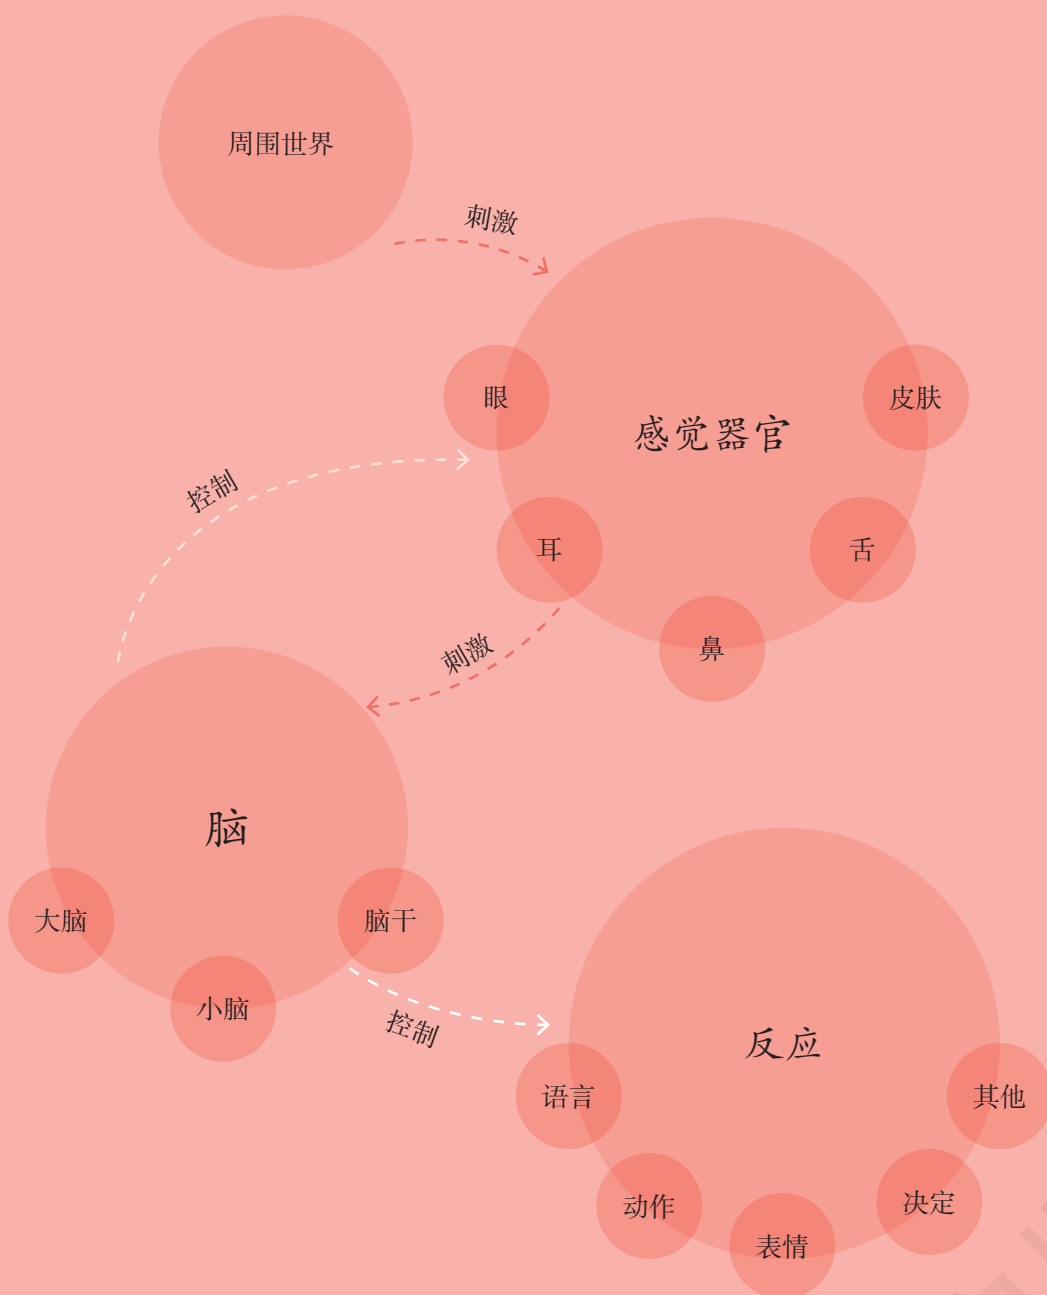 周围世界
刺激
眼
感觉器官
皮肤
控制
耳
舌
鼻
刺激
脑
大脑
脑干
小脑
控制
反应
语言
其他
动作
决定
表情